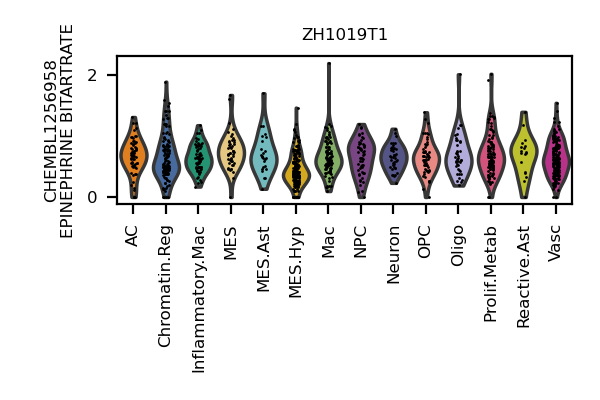 ZH1019T1
CHEMBL1256958
EPINEPHRINE BITARTRATE
2
0
AC
Chromatin.Reg
Inflammatory.Mac
MES
MES.Ast
MES.Hyp
Mac
NPC
Neuron
OPC
Oligo
Prolif.Metab
Reactive.Ast
Vasc